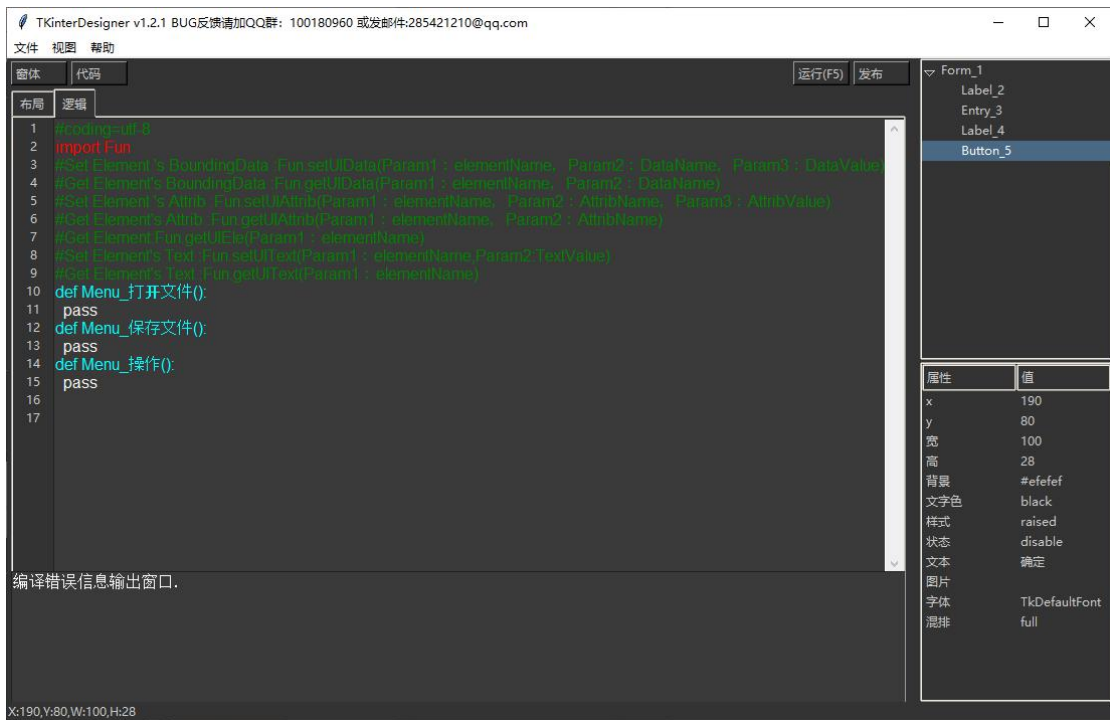 TKinterDesigner v1.2.1 BUG反馈请加QQ群：100180960 或发邮件:285421210@qq.com
文件 视图 帮助
窗体 代码 运行(F5) 发布
布局 逻辑
1 #coding=utf-8
2 import Fun
3 #Set Element 's BoundingData :Fun.setUIData(Param1：elementName, Param2：DataName, Param3：DataValue)
4 #Get Element's BoundingData :Fun.getUIData(Param1：elementName, Param2：DataName)
5 #Set Element 's Attrib :Fun.setUIAttrib(Param1：elementName, Param2：AttribName, Param3：AttribValue)
6 #Get Element's Attrib :Fun.getUIAttrib(Param1：elementName, Param2：AttribName)
7 #Get Element:Fun.getUIEle(Param1：elementName)
8 #Set Element's Text :Fun.setUIText(Param1：elementName,Param2:TextValue)
9 #Get Element's Text :Fun.getUIText(Param1：elementName)
10 def Menu_打开文件():
11 pass
12 def Menu_保存文件():
13 pass
14 def Menu_操作():
15 pass
16
17
编译错误信息输出窗口.
X:190,Y:80,W:100,H:28
Form_1
Label_2
Entry_3
Label_4
Button_5
属性 值
x 190
y 80
宽 100
高 28
背景 #efefef
文字色 black
样式 raised
状态 disable
文本 确定
图片
字体 TkDefaultFont
混排 full